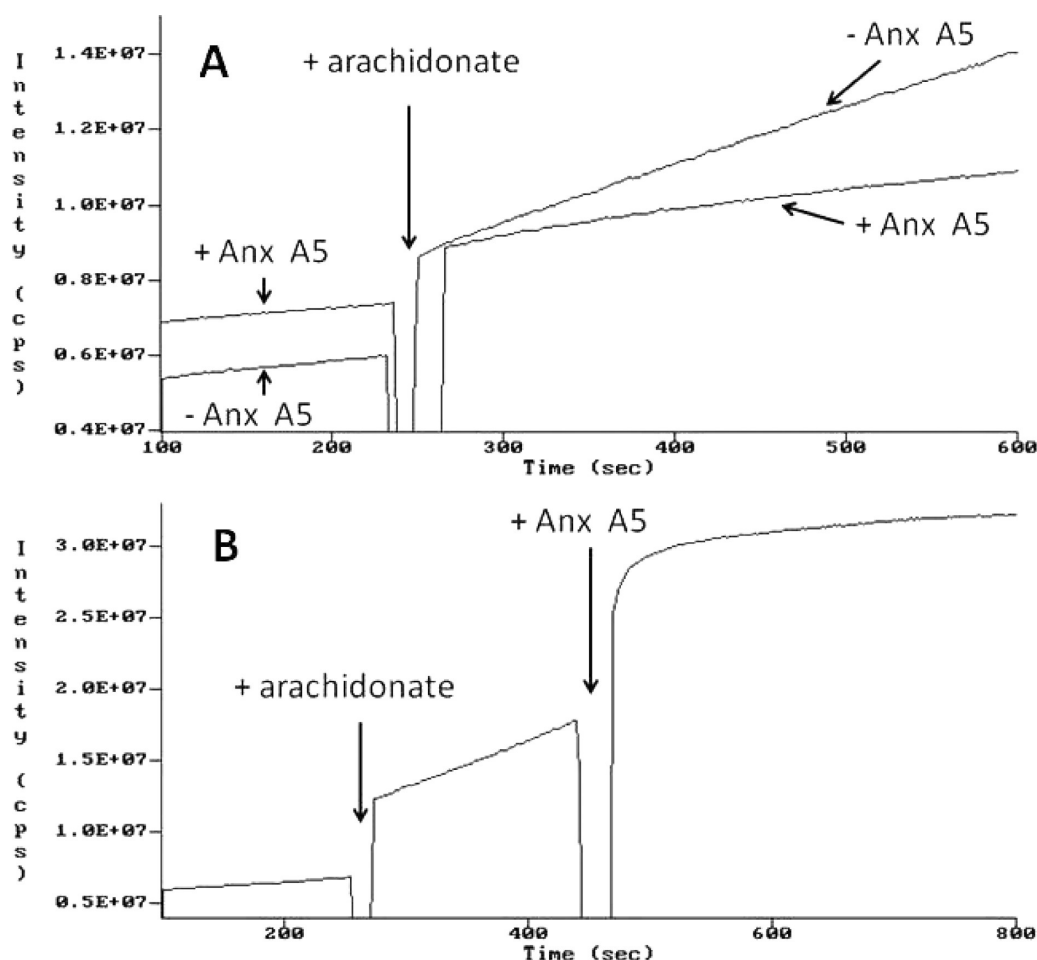 Intensity (cps)
1.4E+07
1.2E+07
1.0E+07
0.8E+07
0.6E+07
0.4E+07
A
+ arachidonate
- Anx A5
+ Anx A5
+ Anx A5
- Anx A5
100 200 300 400 500 600
Time (sec)
Intensity (cps)
3.0E+07
2.5E+07
2.0E+07
1.5E+07
1.0E+07
0.5E+07
B
+ Anx A5
+ arachidonate
200 400 600 800
Time (sec)